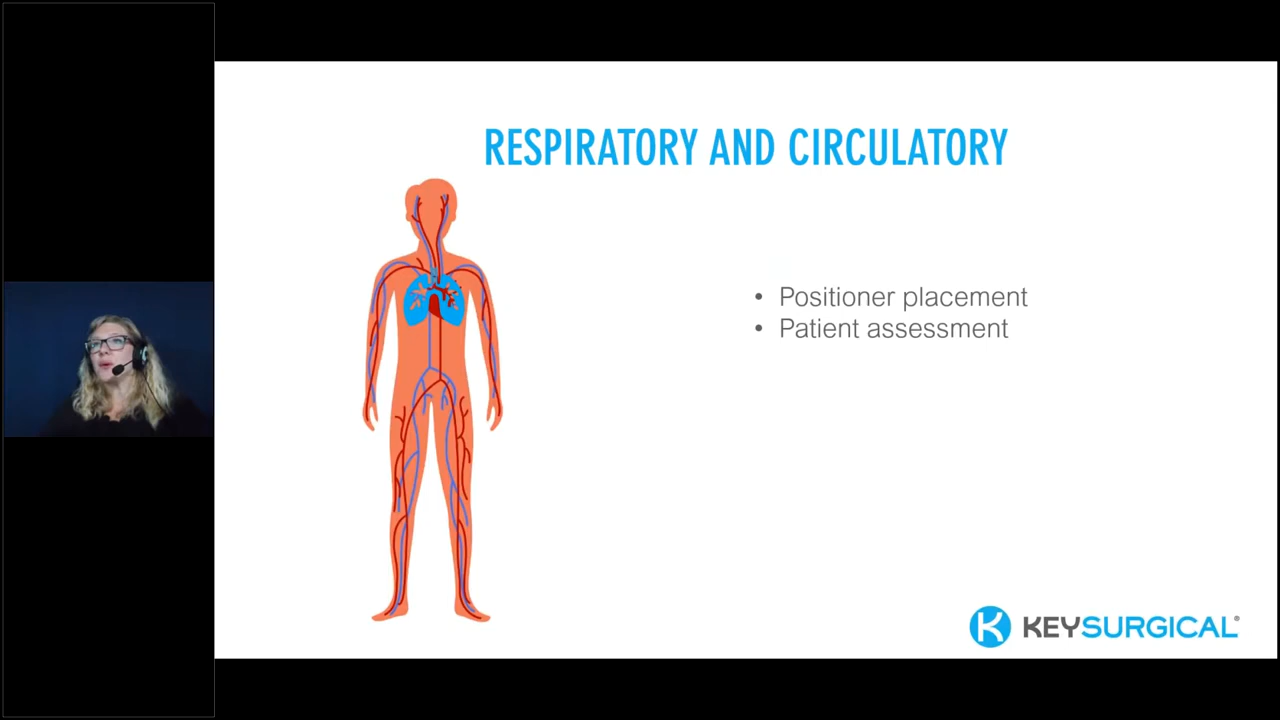 RESPIRATORY AND CIRCULATORY
• Positioner placement
• Patient assessment
KEYSURGICAL®